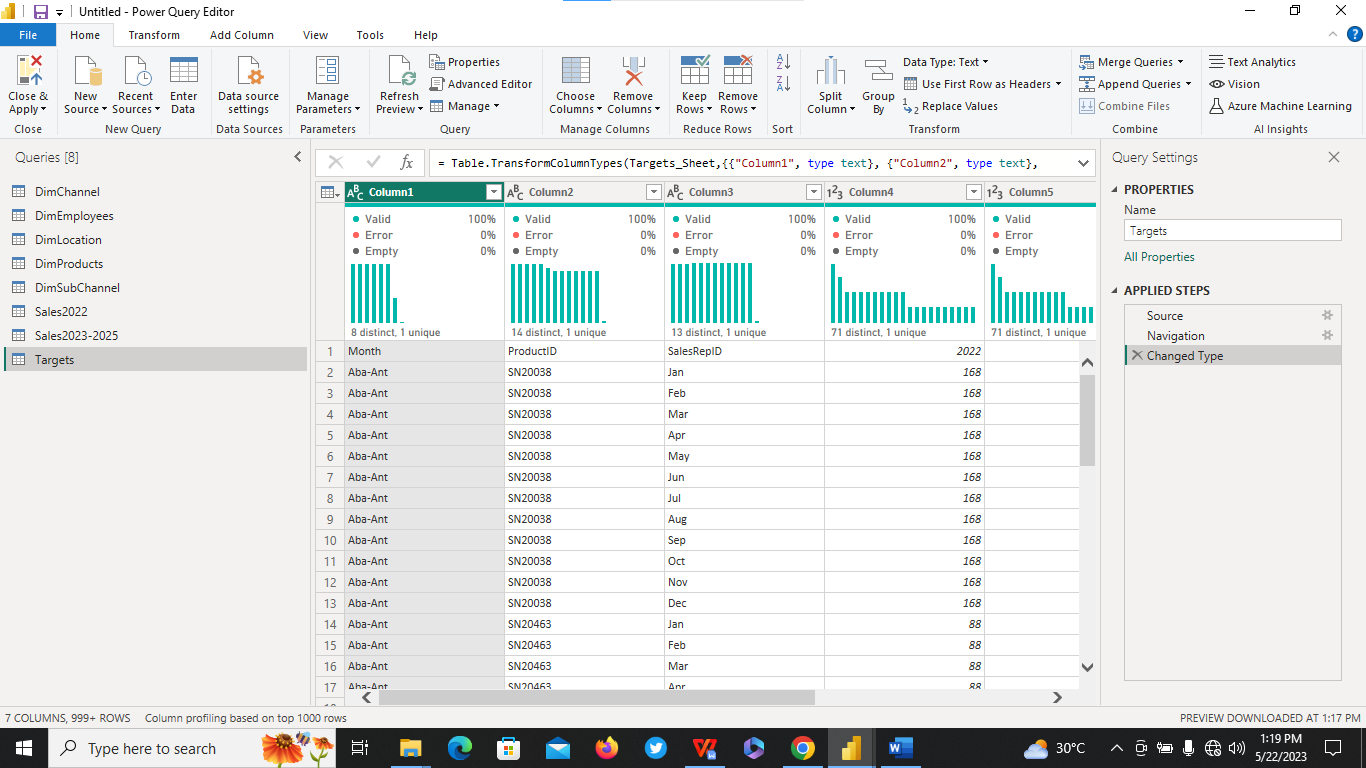 Untitled - Power Query Editor
File Home Transform Add Column View Tools Help
Close & Apply
Close
New Source
Recent Sources
Enter Data
New Query
Data source settings
Data Sources
Manage Parameters
Parameters
Refresh Preview
Properties
Advanced Editor
Manage
Query
Choose Columns
Remove Columns
Manage Columns
Keep Rows
Remove Rows
Reduce Rows
Sort
Split Column
Group By
Data Type: Text
Use First Row as Headers
Replace Values
Transform
Merge Queries
Append Queries
Combine Files
Combine
Text Analytics
Vision
Azure Machine Learning
AI Insights
Queries [8]
DimChannel
DimEmployees
DimLocation
DimProducts
DimSubChannel
Sales2022
Sales2023-2025
Targets
fx = Table.TransformColumnTypes(Targets_Sheet,{{"Column1", type text}, {"Column2", type text},
Column1 Column2 Column3 Column4 Column5
Valid 100% Valid 100% Valid 100% Valid 100% Valid
Error 0% Error 0% Error 0% Error 0% Error
Empty 0% Empty 0% Empty 0% Empty 0% Empty
8 distinct, 1 unique 14 distinct, 1 unique 13 distinct, 1 unique 71 distinct, 1 unique 71 distinct, 1 unique
1 Month ProductID SalesRepID 2022
2 Aba-Ant SN20038 Jan 168
3 Aba-Ant SN20038 Feb 168
4 Aba-Ant SN20038 Mar 168
5 Aba-Ant SN20038 Apr 168
6 Aba-Ant SN20038 May 168
7 Aba-Ant SN20038 Jun 168
8 Aba-Ant SN20038 Jul 168
9 Aba-Ant SN20038 Aug 168
10 Aba-Ant SN20038 Sep 168
11 Aba-Ant SN20038 Oct 168
12 Aba-Ant SN20038 Nov 168
13 Aba-Ant SN20038 Dec 168
14 Aba-Ant SN20463 Jan 88
15 Aba-Ant SN20463 Feb 88
16 Aba-Ant SN20463 Mar 88
17 Aba-Ant SN20463 Apr 88
Query Settings
PROPERTIES
Name
Targets
All Properties
APPLIED STEPS
Source
Navigation
Changed Type
7 COLUMNS, 999+ ROWS Column profiling based on top 1000 rows
PREVIEW DOWNLOADED AT 1:17 PM
Type here to search
30°C
1:19 PM
5/22/2023